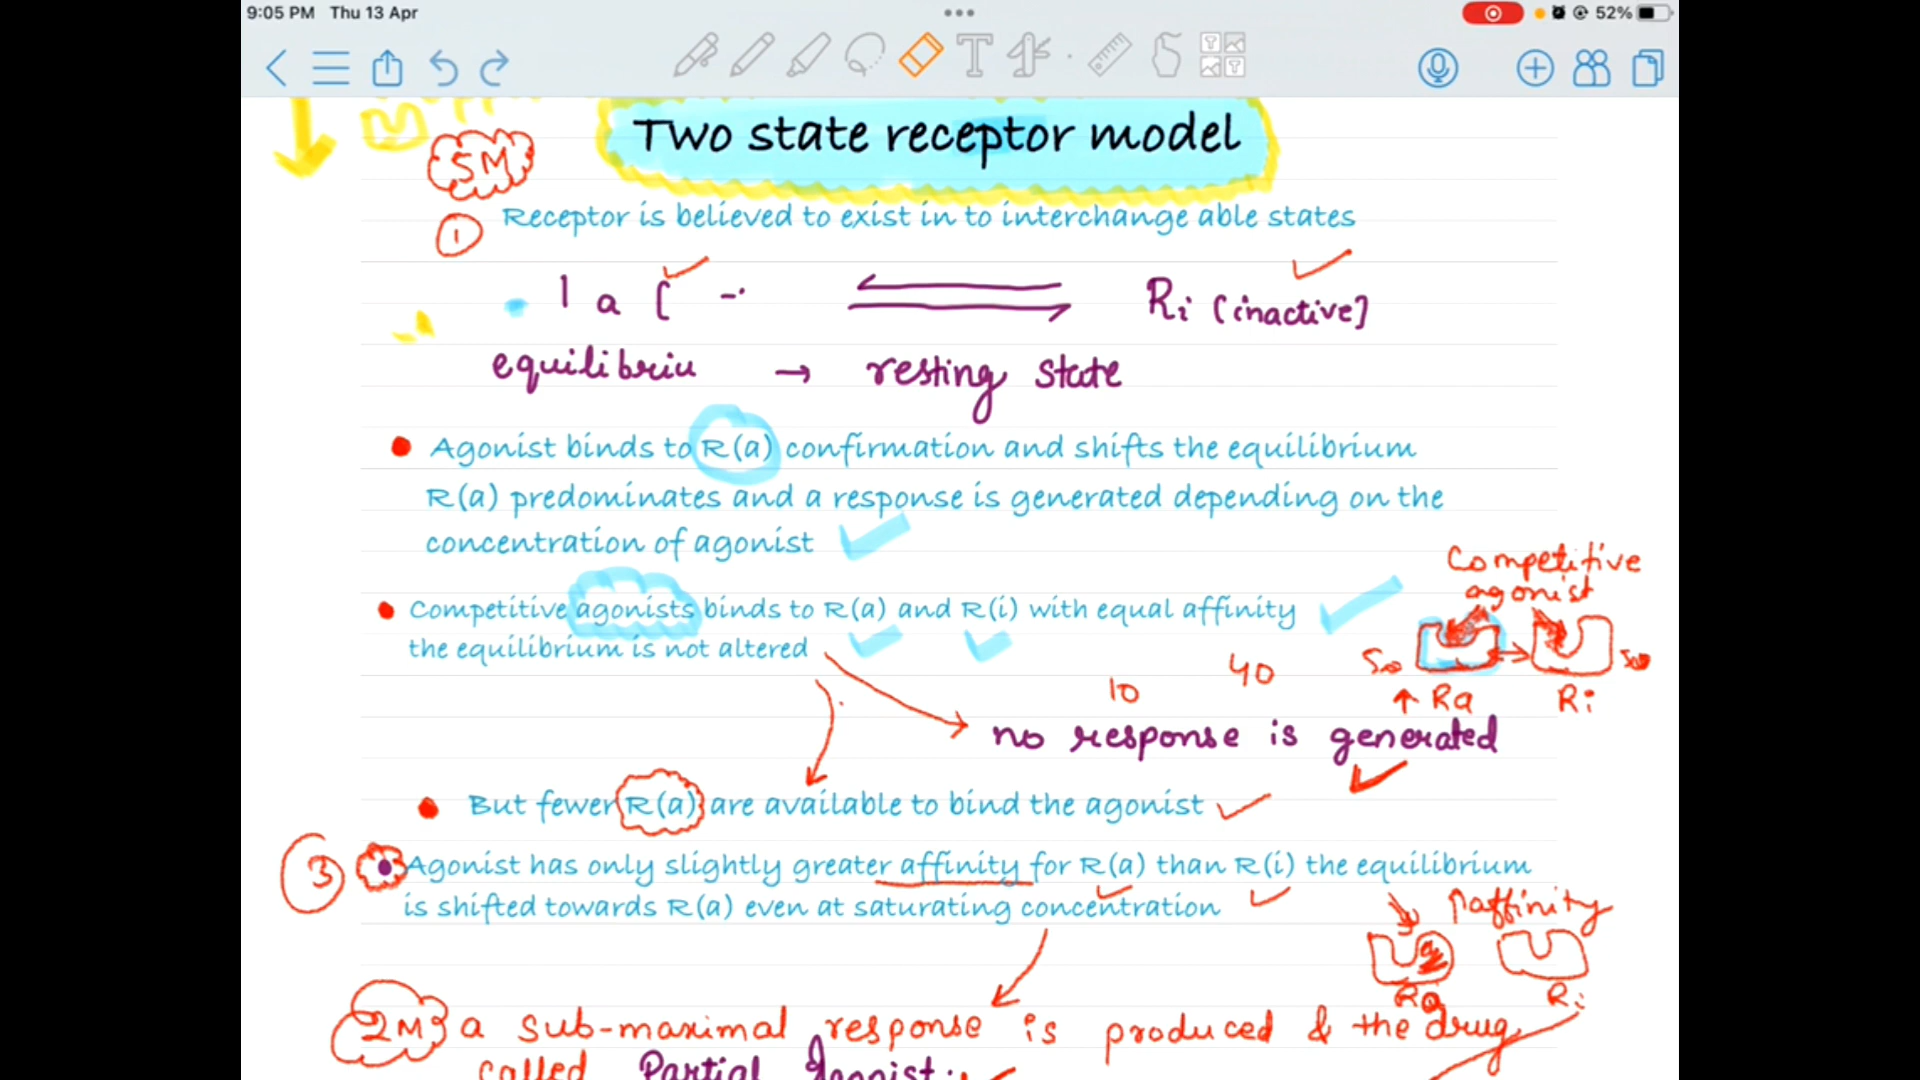 9:05 PM Thu 13 Apr
52%
Two state receptor model
5M
1 Receptor is believed to exist in to interchange able states
a Ri (inactive]
equilibriu → resting state
Agonist binds to R(a) confirmation and shifts the equilibrium
R(a) predominates and a response is generated depending on the
concentration of agonist
Competitive
agonist
Competitive agonists binds to R(a) and R(i) with equal affinity
the equilibrium is not altered
10 40
↑ Ra Ri
no response is generated
But fewer R(a) are available to bind the agonist
3 Agonist has only slightly greater affinity for R(a) than R(i) the equilibrium
is shifted towards R(a) even at saturating concentration
↑affinity
Ra Ri
2M a sub-maximal response is produced & the drug
called Partial Agonist.